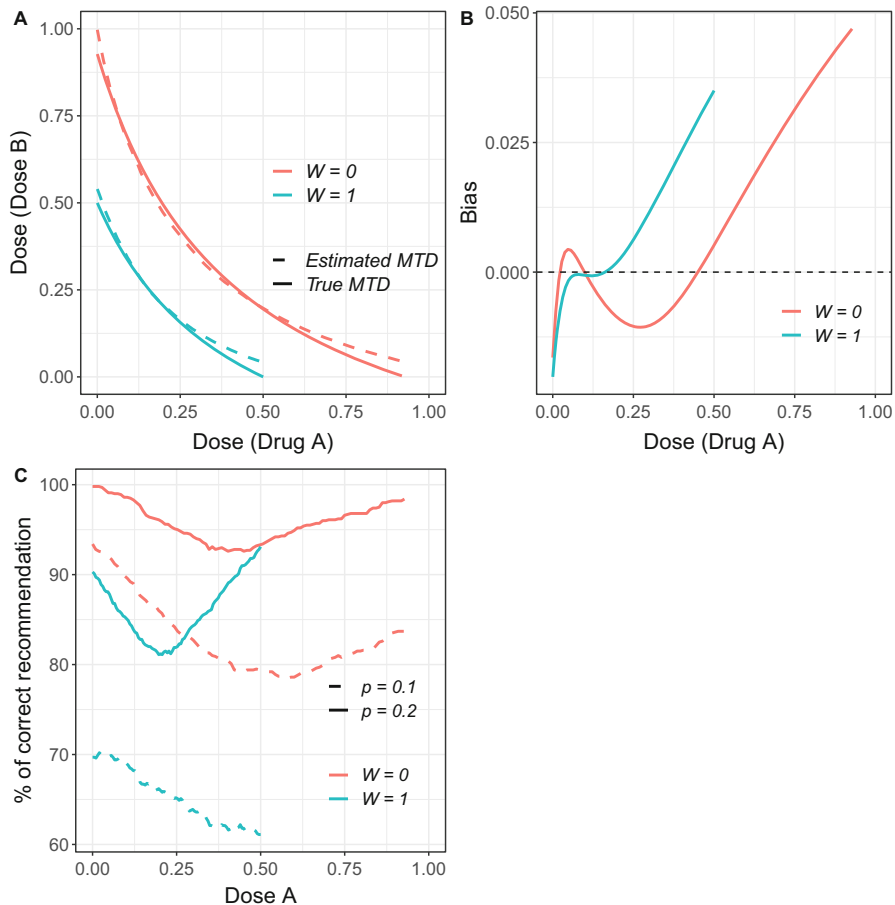 A
1.00
0.75
0.50
0.25
0.00
Dose (Dose B)
W = 0
W = 1
Estimated MTD
True MTD
0.00 0.25 0.50 0.75 1.00
Dose (Drug A)
B
0.050
0.025
0.000
Bias
W = 0
W = 1
0.00 0.25 0.50 0.75 1.00
Dose (Drug A)
C
100
90
80
70
60
% of correct recommendation
p = 0.1
p = 0.2
W = 0
W = 1
0.00 0.25 0.50 0.75 1.00
Dose A